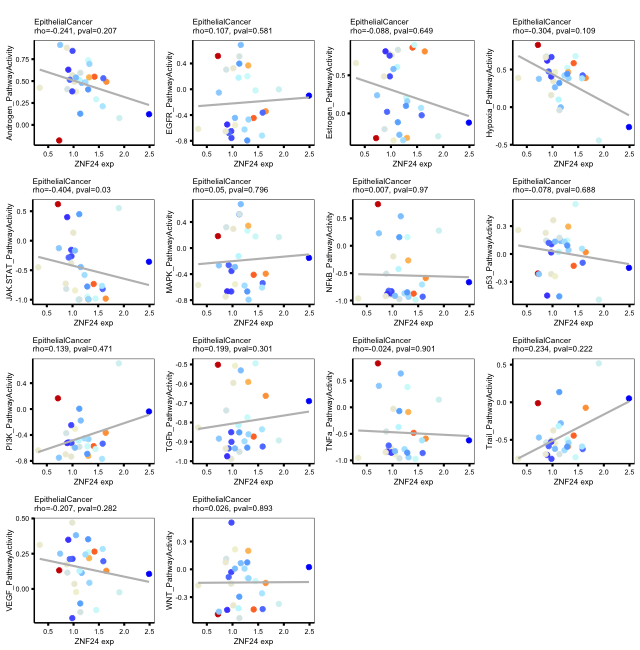 EpithelialCancer
rho=-0.241, pval=0.207
Androgen_PathwayActivity
0.75
0.50
0.25
0.00
0.5 1.0 1.5 2.0 2.5
ZNF24 exp
EpithelialCancer
rho=0.107, pval=0.581
EGFR_PathwayActivity
0.4
0.0
-0.4
-0.8
0.5 1.0 1.5 2.0 2.5
ZNF24 exp
EpithelialCancer
rho=-0.088, pval=0.649
Estrogen_PathwayActivity
0.5
0.0
0.5 1.0 1.5 2.0 2.5
ZNF24 exp
EpithelialCancer
rho=-0.304, pval=0.109
Hypoxia_PathwayActivity
0.5
0.0
-0.5
0.5 1.0 1.5 2.0 2.5
ZNF24 exp
EpithelialCancer
rho=-0.404, pval=0.03
JAK-STAT_PathwayActivity
0.5
0.0
-0.5
-1.0
0.5 1.0 1.5 2.0 2.5
ZNF24 exp
EpithelialCancer
rho=0.05, pval=0.796
MAPK_PathwayActivity
0.4
0.0
-0.4
-0.8
0.5 1.0 1.5 2.0 2.5
ZNF24 exp
EpithelialCancer
rho=0.007, pval=0.97
NFkB_PathwayActivity
0.5
0.0
-0.5
-1.0
0.5 1.0 1.5 2.0 2.5
ZNF24 exp
EpithelialCancer
rho=-0.078, pval=0.688
p53_PathwayActivity
0.3
0.0
-0.3
0.5 1.0 1.5 2.0 2.5
ZNF24 exp
EpithelialCancer
rho=0.139, pval=0.471
PI3K_PathwayActivity
0.4
0.0
-0.4
-0.8
0.5 1.0 1.5 2.0 2.5
ZNF24 exp
EpithelialCancer
rho=0.199, pval=0.301
TGFb_PathwayActivity
-0.5
-0.6
-0.7
-0.8
-0.9
-1.0
0.5 1.0 1.5 2.0 2.5
ZNF24 exp
EpithelialCancer
rho=-0.024, pval=0.901
TNFa_PathwayActivity
0.5
0.0
-0.5
-1.0
0.5 1.0 1.5 2.0 2.5
ZNF24 exp
EpithelialCancer
rho=0.234, pval=0.222
Trail_PathwayActivity
0.5
0.0
-0.5
0.5 1.0 1.5 2.0 2.5
ZNF24 exp
EpithelialCancer
rho=-0.207, pval=0.282
VEGF_PathwayActivity
0.50
0.25
0.00
0.5 1.0 1.5 2.0 2.5
ZNF24 exp
EpithelialCancer
rho=0.026, pval=0.893
WNT_PathwayActivity
0.3
0.0
-0.3
0.5 1.0 1.5 2.0 2.5
ZNF24 exp